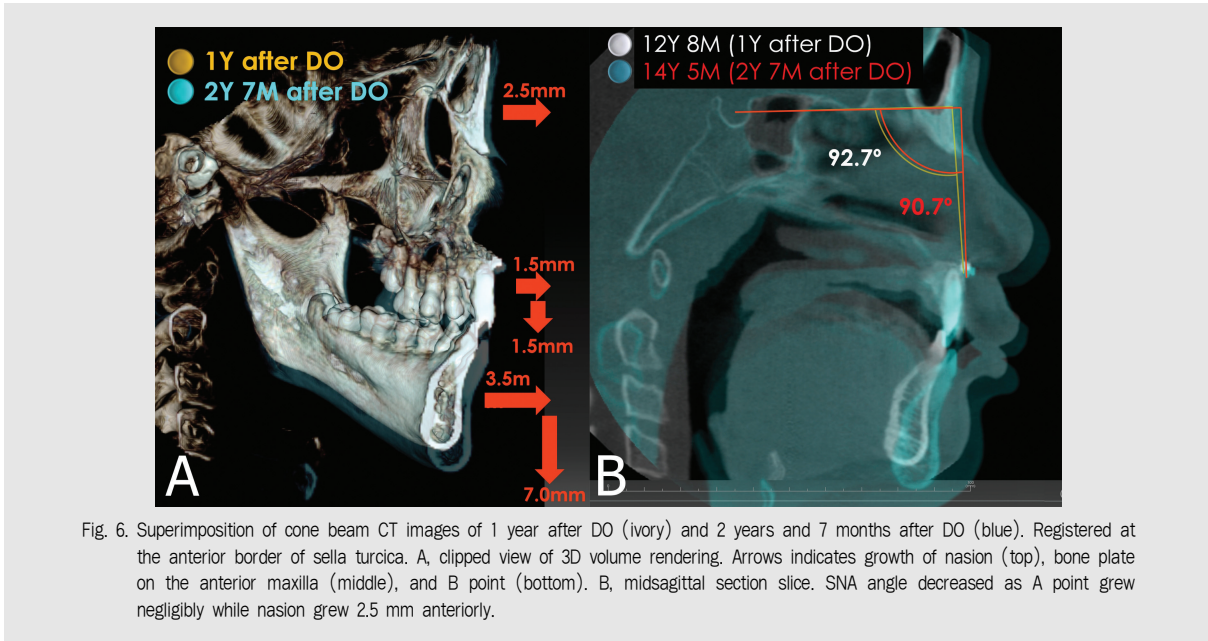 1Y after DO
2Y 7M after DO
2.5mm
1.5mm
1.5mm
3.5m
7.0mm
A
12Y 8M (1Y after DO)
14Y 5M (2Y 7M after DO)
92.7º
90.7º
B
Fig. 6. Superimposition of cone beam CT images of 1 year after DO (ivory) and 2 years and 7 months after DO (blue). Registered at
the anterior border of sella turcica. A, clipped view of 3D volume rendering. Arrows indicates growth of nasion (top), bone plate
on the anterior maxilla (middle), and B point (bottom). B, midsagittal section slice. SNA angle decreased as A point grew
negligibly while nasion grew 2.5 mm anteriorly.